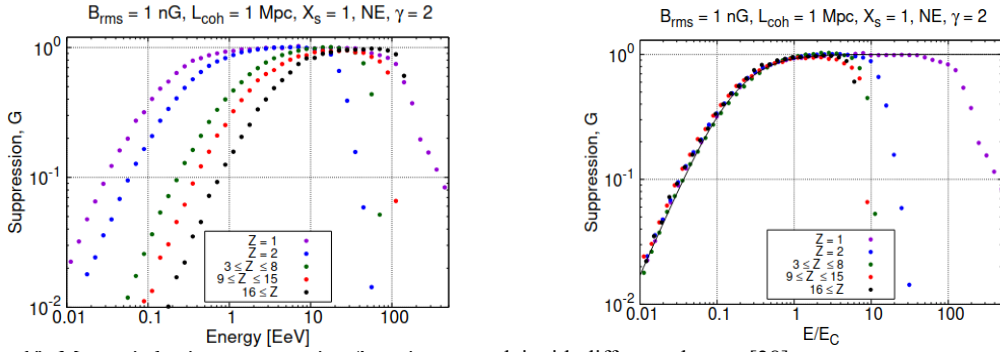 B_rms = 1 nG, L_coh = 1 Mpc, X_s = 1, NE, γ = 2
Suppression, G
10^0
10^-1
10^-2
Z = 1
Z = 2
3 ≤ Z ≤ 8
9 ≤ Z ≤ 15
16 ≤ Z
0.01 0.1 1 10 100
Energy [EeV]
B_rms = 1 nG, L_coh = 1 Mpc, X_s = 1, NE, γ = 2
Suppression, G
10^0
10^-1
10^-2
Z = 1
Z = 2
3 ≤ Z ≤ 8
9 ≤ Z ≤ 15
16 ≤ Z
0.01 0.1 1 10 100
E/E_C